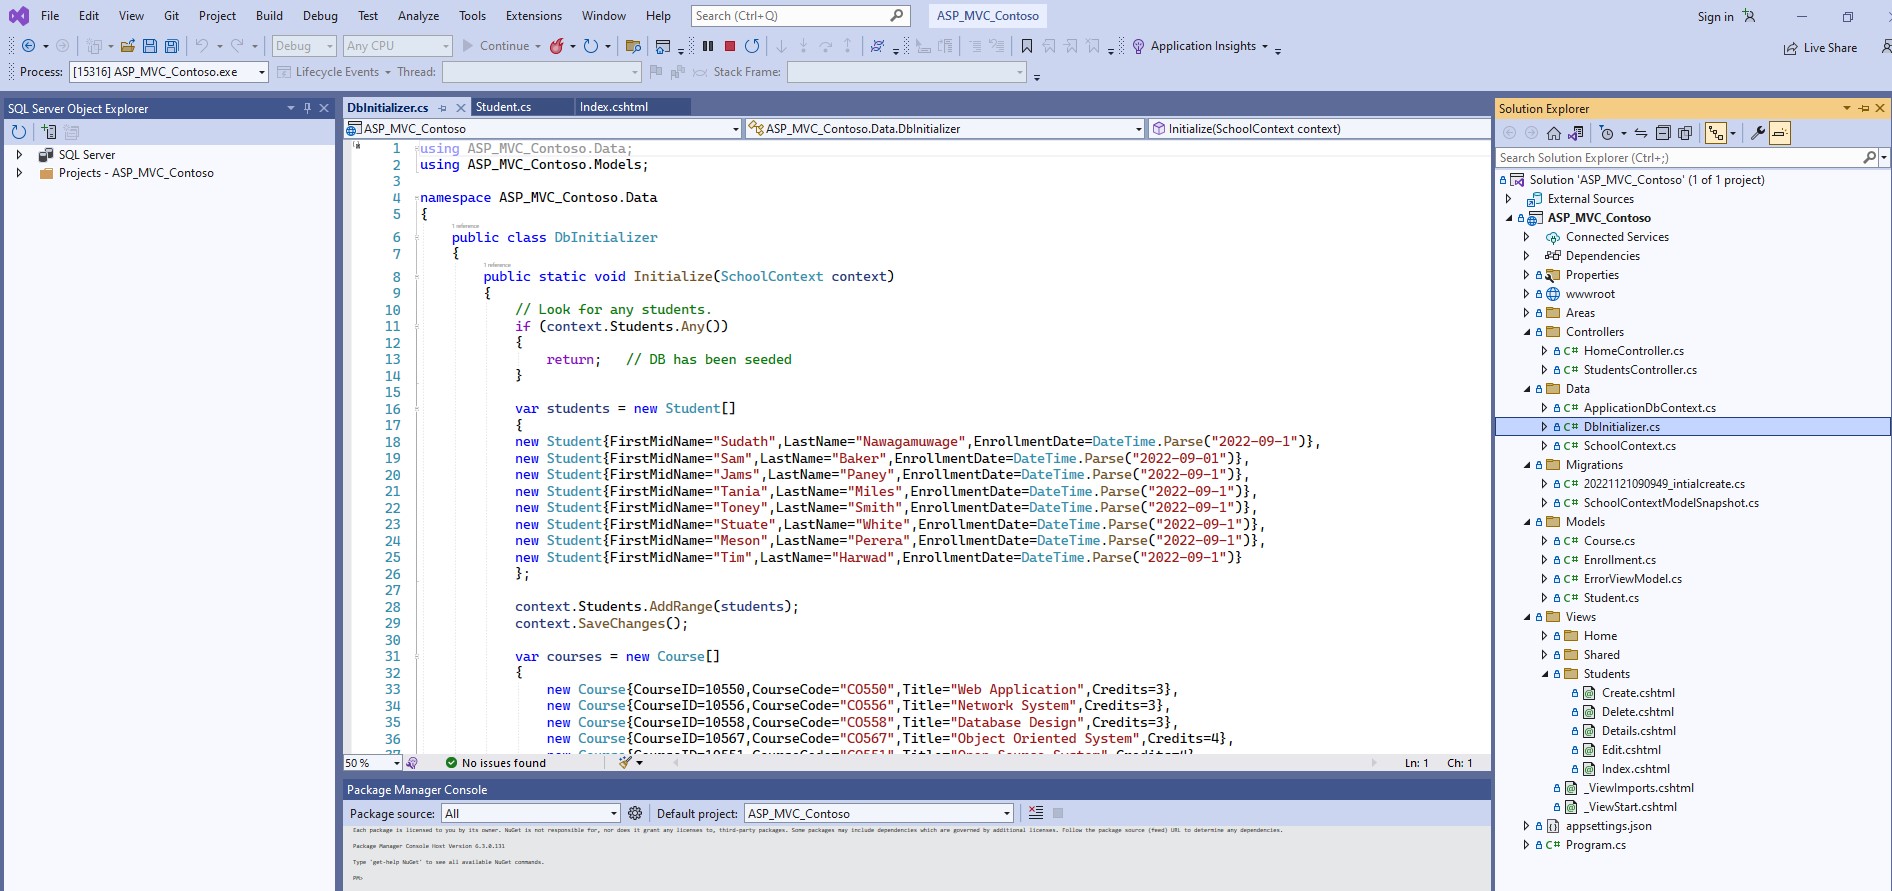 File Edit View Git Project Build Debug Test Analyze Tools Extensions Window Help Search (Ctrl+Q) ASP_MVC_Contoso Sign in
Debug Any CPU Continue Application Insights Live Share
Process: [15316] ASP_MVC_Contoso.exe Lifecycle Events Thread: Stack Frame:
SQL Server Object Explorer
SQL Server
Projects - ASP_MVC_Contoso
DbInitializer.cs Student.cs Index.cshtml
ASP_MVC_Contoso ASP_MVC_Contoso.Data.DbInitializer Initialize(SchoolContext context)
1 using ASP_MVC_Contoso.Data;
2 using ASP_MVC_Contoso.Models;
3
4 namespace ASP_MVC_Contoso.Data
5 {
1 reference
6 public class DbInitializer
7 {
1 reference
8 public static void Initialize(SchoolContext context)
9 {
10 // Look for any students.
11 if (context.Students.Any())
12 {
13 return; // DB has been seeded
14 }
15
16 var students = new Student[]
17 {
18 new Student{FirstMidName="Sudath",LastName="Nawagamuwage",EnrollmentDate=DateTime.Parse("2022-09-1")},
19 new Student{FirstMidName="Sam",LastName="Baker",EnrollmentDate=DateTime.Parse("2022-09-01")},
20 new Student{FirstMidName="Jams",LastName="Paney",EnrollmentDate=DateTime.Parse("2022-09-1")},
21 new Student{FirstMidName="Tania",LastName="Miles",EnrollmentDate=DateTime.Parse("2022-09-1")},
22 new Student{FirstMidName="Toney",LastName="Smith",EnrollmentDate=DateTime.Parse("2022-09-1")},
23 new Student{FirstMidName="Stuate",LastName="White",EnrollmentDate=DateTime.Parse("2022-09-1")},
24 new Student{FirstMidName="Meson",LastName="Perera",EnrollmentDate=DateTime.Parse("2022-09-1")},
25 new Student{FirstMidName="Tim",LastName="Harwad",EnrollmentDate=DateTime.Parse("2022-09-1")}
26 };
27
28 context.Students.AddRange(students);
29 context.SaveChanges();
30
31 var courses = new Course[]
32 {
33 new Course{CourseID=10550,CourseCode="CO550",Title="Web Application",Credits=3},
34 new Course{CourseID=10556,CourseCode="CO556",Title="Network System",Credits=3},
35 new Course{CourseID=10558,CourseCode="CO558",Title="Database Design",Credits=3},
36 new Course{CourseID=10567,CourseCode="CO567",Title="Object Oriented System",Credits=4},
37 new Course{CourseID=10551,CourseCode="CO551",Title="Open Source System",Credits=4},
50 % No issues found Ln: 1 Ch: 1
Package Manager Console
Package source: All Default project: ASP_MVC_Contoso
Each package is licensed to you by its owner. NuGet is not responsible for, nor does it grant any licenses to, third-party packages. Some packages may include dependencies which are governed by additional licenses. Follow the package source (feed) URL to determine any dependencies.
Package Manager Console Host Version 6.3.0.131
Type 'get-help NuGet' to see all available NuGet commands.
PM>
Solution Explorer
Search Solution Explorer (Ctrl+;)
Solution 'ASP_MVC_Contoso' (1 of 1 project)
External Sources
ASP_MVC_Contoso
Connected Services
Dependencies
Properties
wwwroot
Areas
Controllers
C# HomeController.cs
C# StudentsController.cs
Data
C# ApplicationDbContext.cs
C# DbInitializer.cs
C# SchoolContext.cs
Migrations
C# 20221121090949_intialcreate.cs
C# SchoolContextModelSnapshot.cs
Models
C# Course.cs
C# Enrollment.cs
C# ErrorViewModel.cs
C# Student.cs
Views
Home
Shared
Students
Create.cshtml
Delete.cshtml
Details.cshtml
Edit.cshtml
Index.cshtml
_ViewImports.cshtml
_ViewStart.cshtml
appsettings.json
C# Program.cs